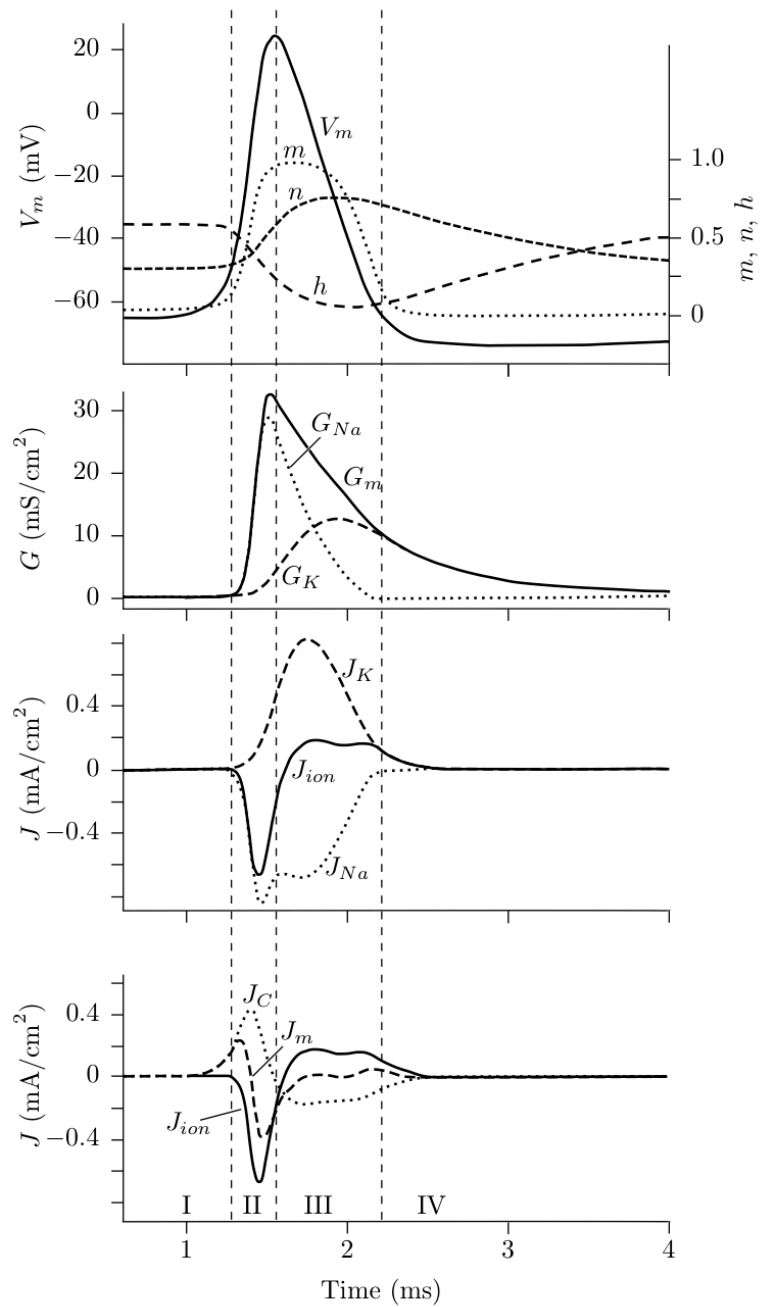 20
0
−20
−40
−60
V_m (mV)
V_m
m
n
h
1.0
0.5
0
m, n, h
30
20
10
0
G (mS/cm²)
G_Na
G_m
G_K
0.4
0
−0.4
J (mA/cm²)
J_K
J_ion
J_Na
0.4
0
−0.4
J (mA/cm²)
J_C
J_m
J_ion
I II III IV
1 2 3 4
Time (ms)